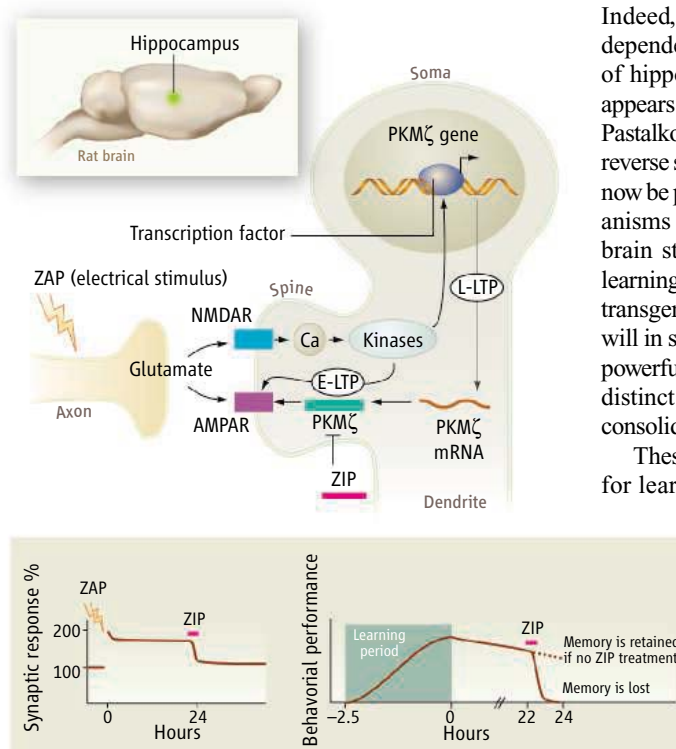 Hippocampus
Rat brain
Soma
PKMζ gene
Transcription factor
ZAP (electrical stimulus)
Spine
L-LTP
NMDAR
Ca
Kinases
Glutamate
E-LTP
Axon
AMPAR
PKMζ
PKMζ
mRNA
ZIP
Dendrite
Indeed,
depende
of hippo
appears
Pastalko
reverse s
now be p
anisms
brain st
learning
transgen
will in s
powerfu
distinct
consolid
Thes
for lear
Synaptic response %
ZAP
200
100
ZIP
0
24
Hours
Behavorial performance
Learning
period
ZIP
Memory is retained
if no ZIP treatment
Memory is lost
–2.5
0
22
24
Hours